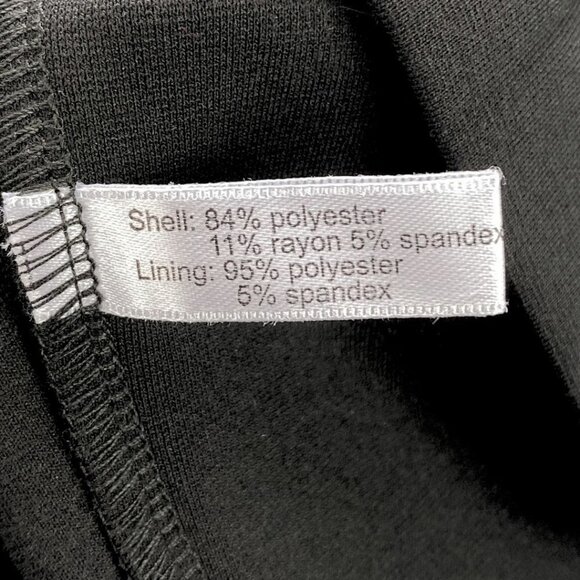 Shell: 84% polyester
11% rayon 5% spandex
Lining: 95% polyester
5% spandex